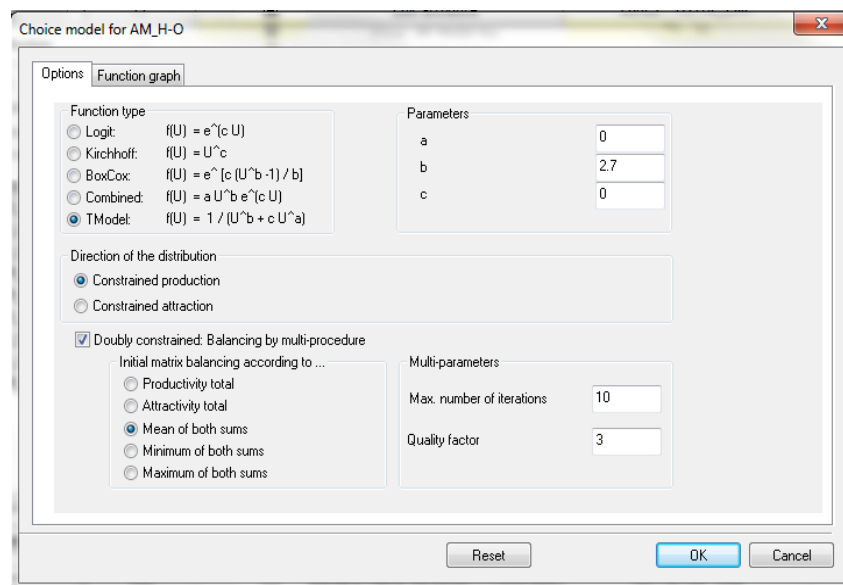 Choice model for AM_H-O
Options
Function graph
Function type
Logit: f(U) = e^(c U)
Kirchhoff: f(U) = U^c
BoxCox: f(U) = e^ [c (U^b -1) / b]
Combined: f(U) = a U^b e^(c U)
TModel: f(U) = 1 / (U^b + c U^a)
Parameters
a 0
b 2.7
c 0
Direction of the distribution
Constrained production
Constrained attraction
Doubly constrained: Balancing by multi-procedure
Initial matrix balancing according to ...
Productivity total
Attractivity total
Mean of both sums
Minimum of both sums
Maximum of both sums
Multi-parameters
Max. number of iterations 10
Quality factor 3
Reset
OK
Cancel